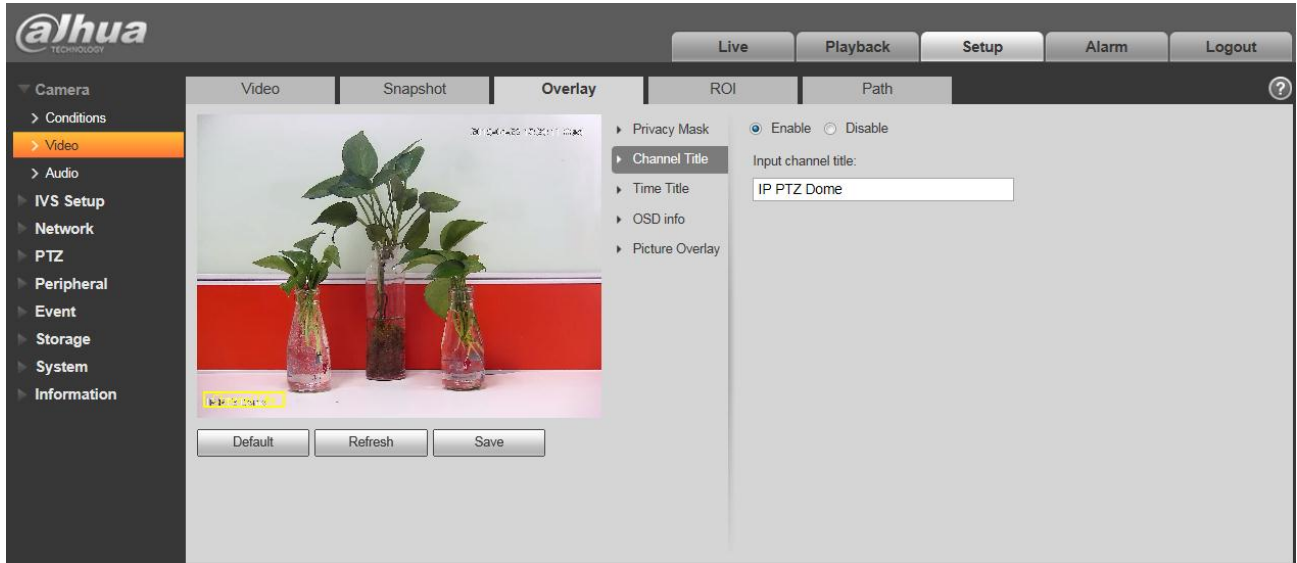 alhua
TECHNOLOGY
Live
Playback
Setup
Alarm
Logout
Camera
Conditions
Video
Audio
IVS Setup
Network
PTZ
Peripheral
Event
Storage
System
Information
Video
Snapshot
Overlay
ROI
Path
?
Privacy Mask
Channel Title
Time Title
OSD info
Picture Overlay
Enable
Disable
Input channel title:
IP PTZ Dome
Default
Refresh
Save